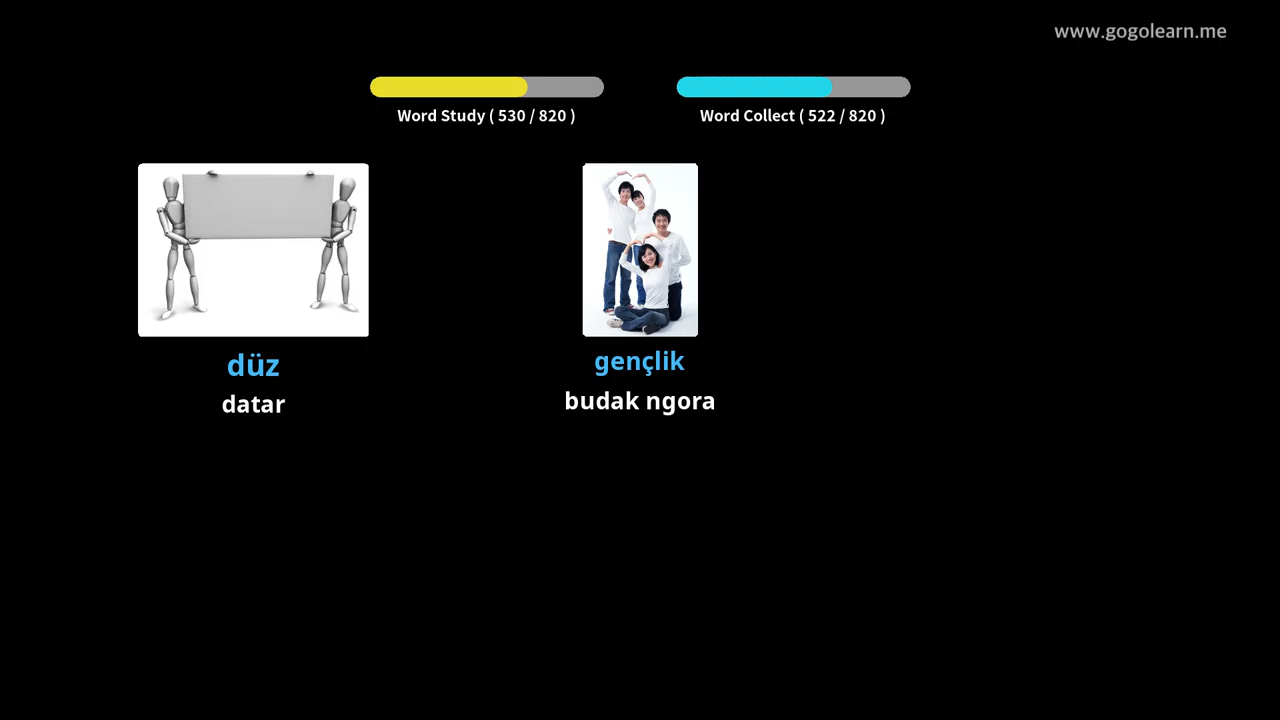 www.gogolearn.me
Word Study ( 530 / 820 )
Word Collect ( 522 / 820 )
düz
datar
gençlik
budak ngora